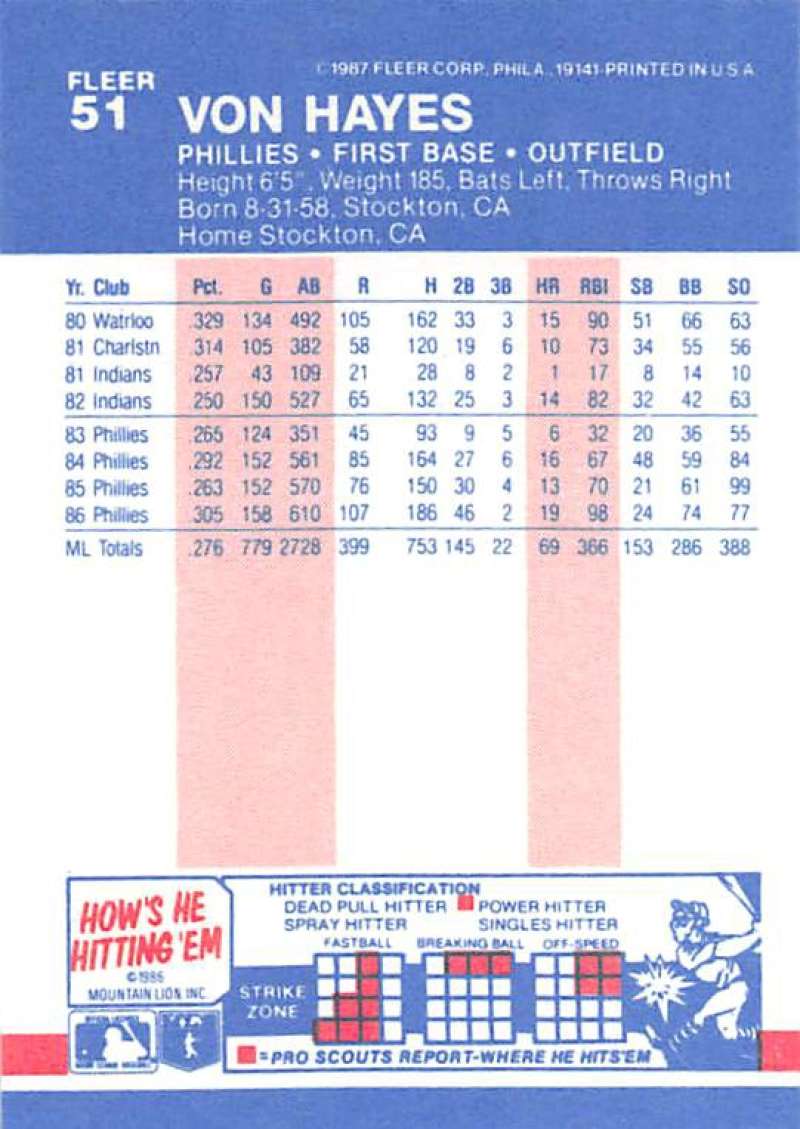 ©1987 FLEER CORP. PHILA. 19141-PRINTED IN U S A
FLEER
51 VON HAYES
PHILLIES • FIRST BASE • OUTFIELD
Height 6'5", Weight 185, Bats Left, Throws Right
Born 8-31-58, Stockton, CA
Home Stockton, CA
Yr. Club Pct. G AB R H 2B 3B HR RBI SB BB SO
80 Watrloo .329 134 492 105 162 33 3 15 90 51 66 63
81 Charlstn .314 105 382 58 120 19 6 10 73 34 55 56
81 Indians .257 43 109 21 28 8 2 1 17 8 14 10
82 Indians .250 150 527 65 132 25 3 14 82 32 42 63
83 Phillies .265 124 351 45 93 9 5 6 32 20 36 55
84 Phillies .292 152 561 85 164 27 6 16 67 48 59 84
85 Phillies .263 152 570 76 150 30 4 13 70 21 61 99
86 Phillies .305 158 610 107 186 46 2 19 98 24 74 77
ML Totals .276 779 2728 399 753 145 22 69 366 153 286 388
HOW'S HE
HITTING 'EM
©1986
MOUNTAIN LION INC.
HITTER CLASSIFICATION
DEAD PULL HITTER POWER HITTER
SPRAY HITTER SINGLES HITTER
FASTBALL BREAKING BALL OFF-SPEED
STRIKE
ZONE
=PRO SCOUTS REPORT-WHERE HE HITS'EM